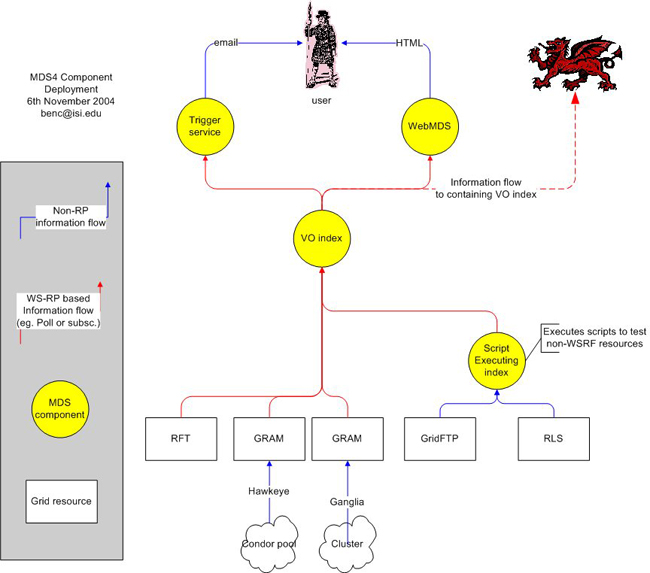 MDS4 Component
Deployment
6th November 2004
benc@isi.edu
email
HTML
user
Trigger
service
WebMDS
Information flow
to containing VO index
VO index
Non-RP
information flow
WS-RP based
Information flow
(eg. Poll or subsc.)
MDS
component
Grid resource
Script
Executing
index
Executes scripts to test
non-WSRF resources
RFT
GRAM
GRAM
GridFTP
RLS
Hawkeye
Ganglia
Condor pool
Cluster